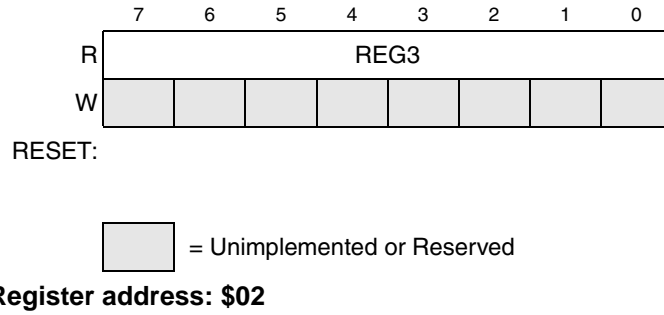 7 6 5 4 3 2 1 0
R REG3
W
RESET:
= Unimplemented or Reserved
Register address: $02